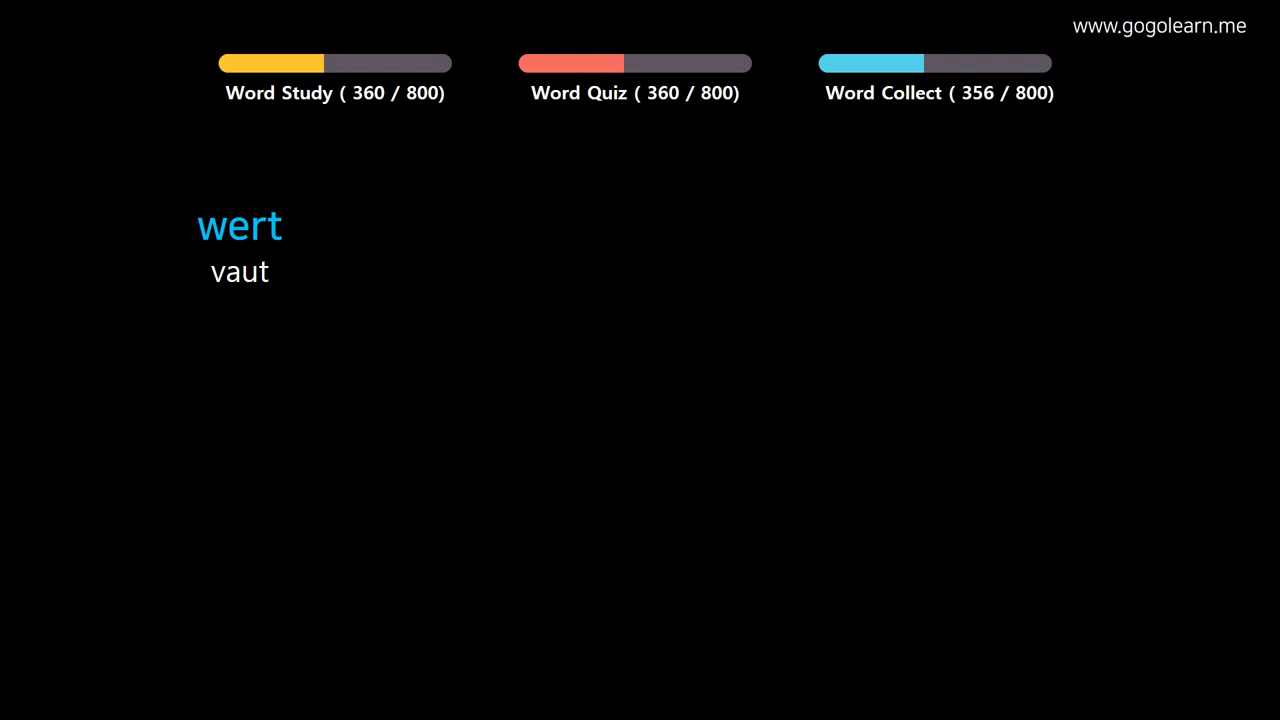 www.gogolearn.me
Word Study ( 360 / 800)
Word Quiz ( 360 / 800)
Word Collect ( 356 / 800)
wert
vaut